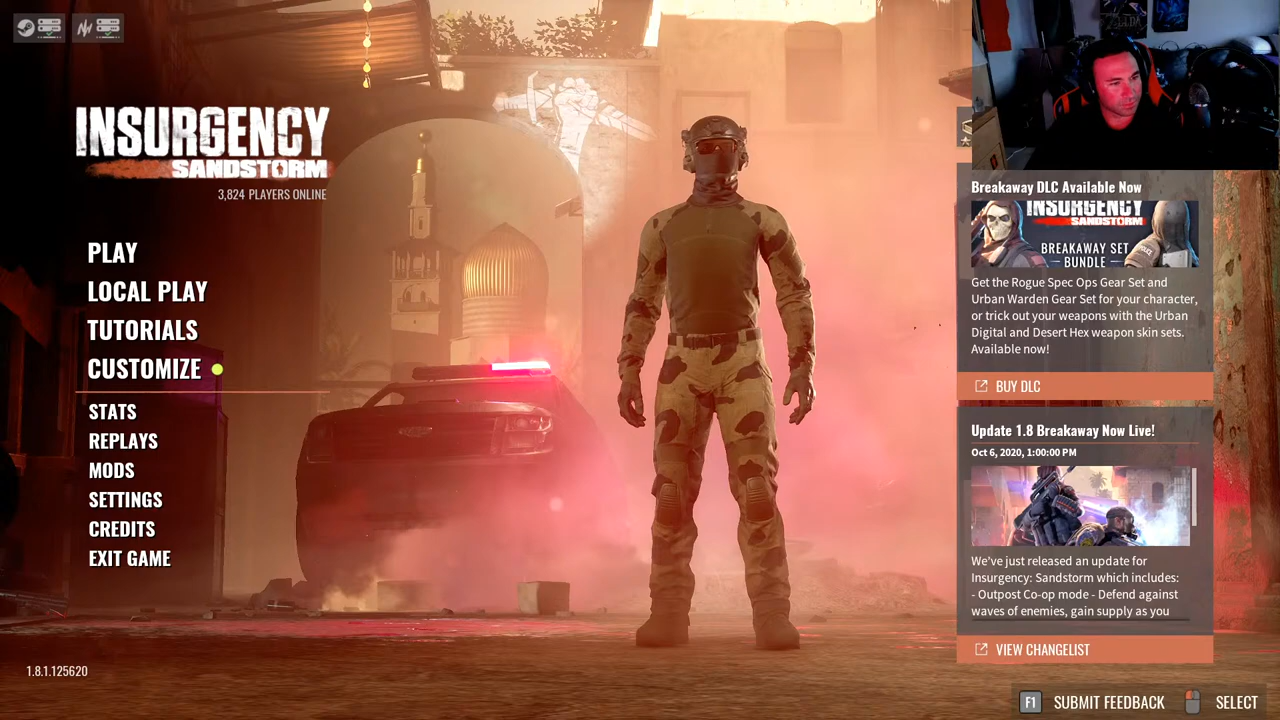 INSURGENCY
SANDSTORM
3,824 PLAYERS ONLINE
PLAY
LOCAL PLAY
TUTORIALS
CUSTOMIZE
STATS
REPLAYS
MODS
SETTINGS
CREDITS
EXIT GAME
1.8.1.125620
ZELDA
Breakaway DLC Available Now
INSURGENCY
SANDSTORM
BREAKAWAY SET
BUNDLE
Get the Rogue Spec Ops Gear Set and
Urban Warden Gear Set for your character,
or trick out your weapons with the Urban
Digital and Desert Hex weapon skin sets.
Available now!
BUY DLC
Update 1.8 Breakaway Now Live!
Oct 6, 2020, 1:00:00 PM
We've just released an update for
Insurgency: Sandstorm which includes:
- Outpost Co-op mode - Defend against
waves of enemies, gain supply as you
VIEW CHANGELIST
F1 SUBMIT FEEDBACK SELECT